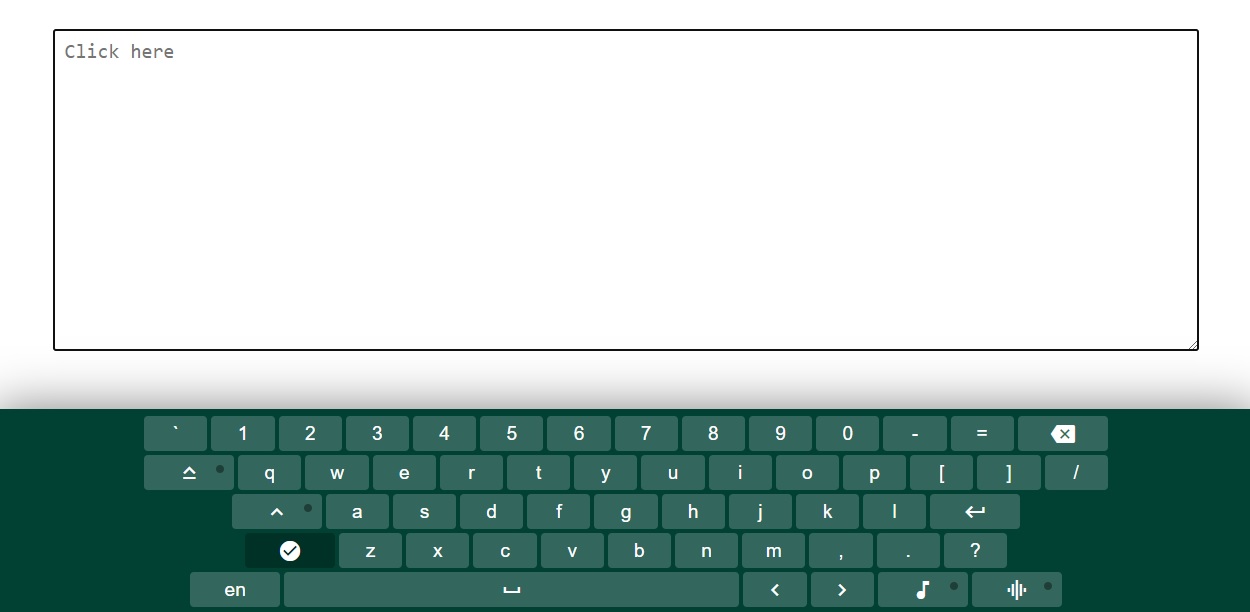 Click here
` 1 2 3 4 5 6 7 8 9 0 - =
q w e r t y u i o p [ ] /
a s d f g h j k l
z x c v b n m , . ?
en < >